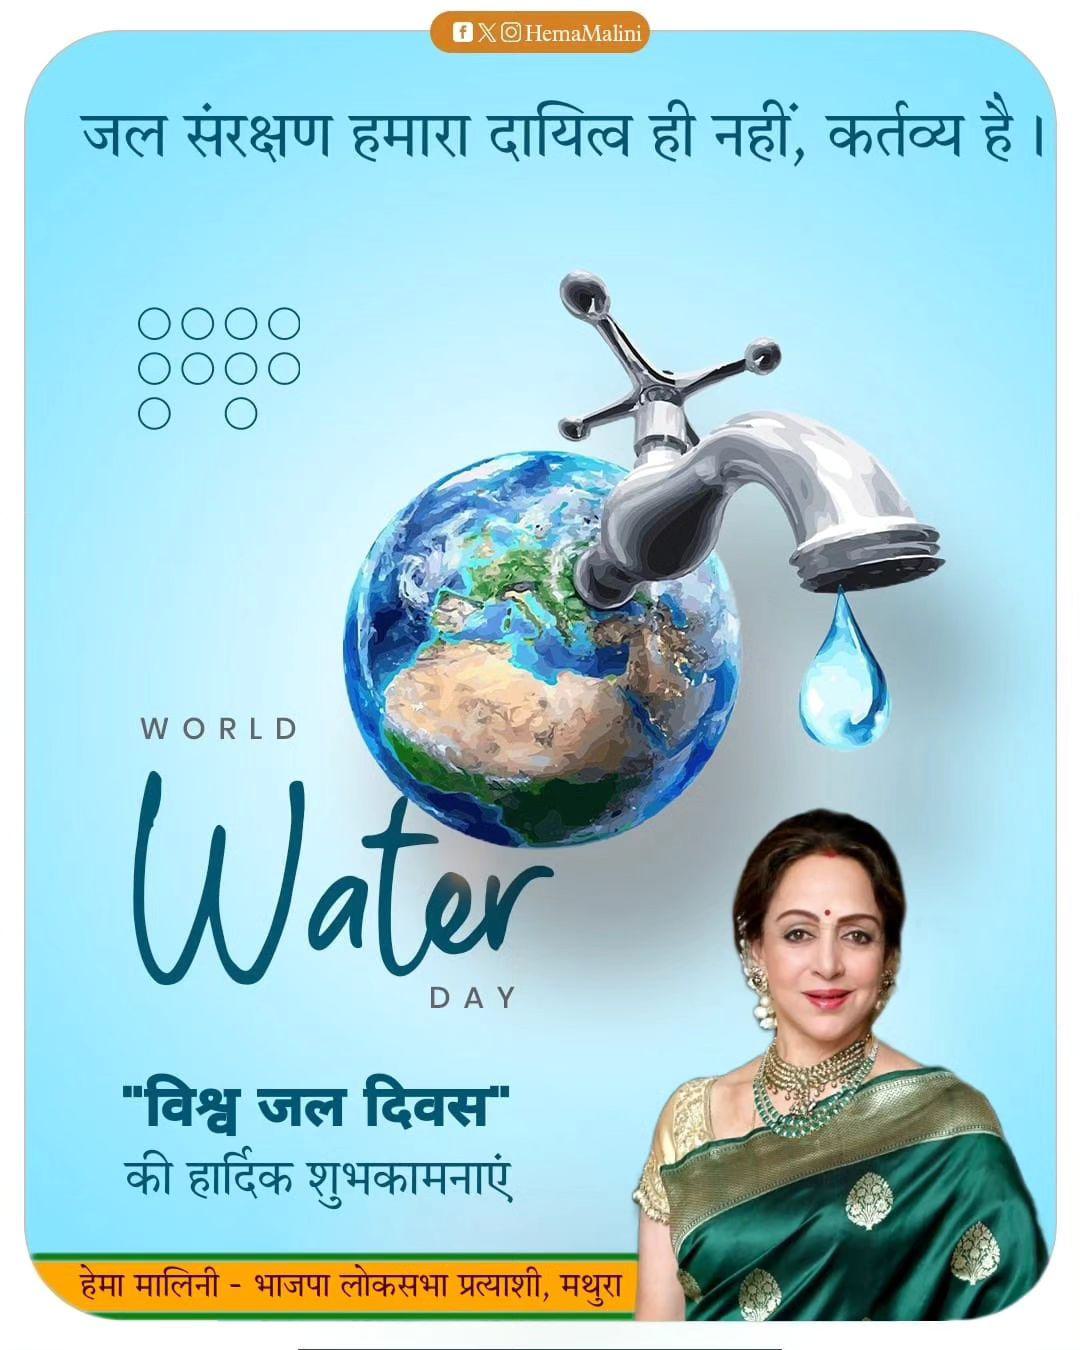 HemaMalini
जल संरक्षण हमारा दायित्व ही नहीं, कर्तव्य है ।
WORLD
Water
DAY
"विश्व जल दिवस"
की हार्दिक शुभकामनाएं
हेमा मालिनी - भाजपा लोकसभा प्रत्याशी, मथुरा